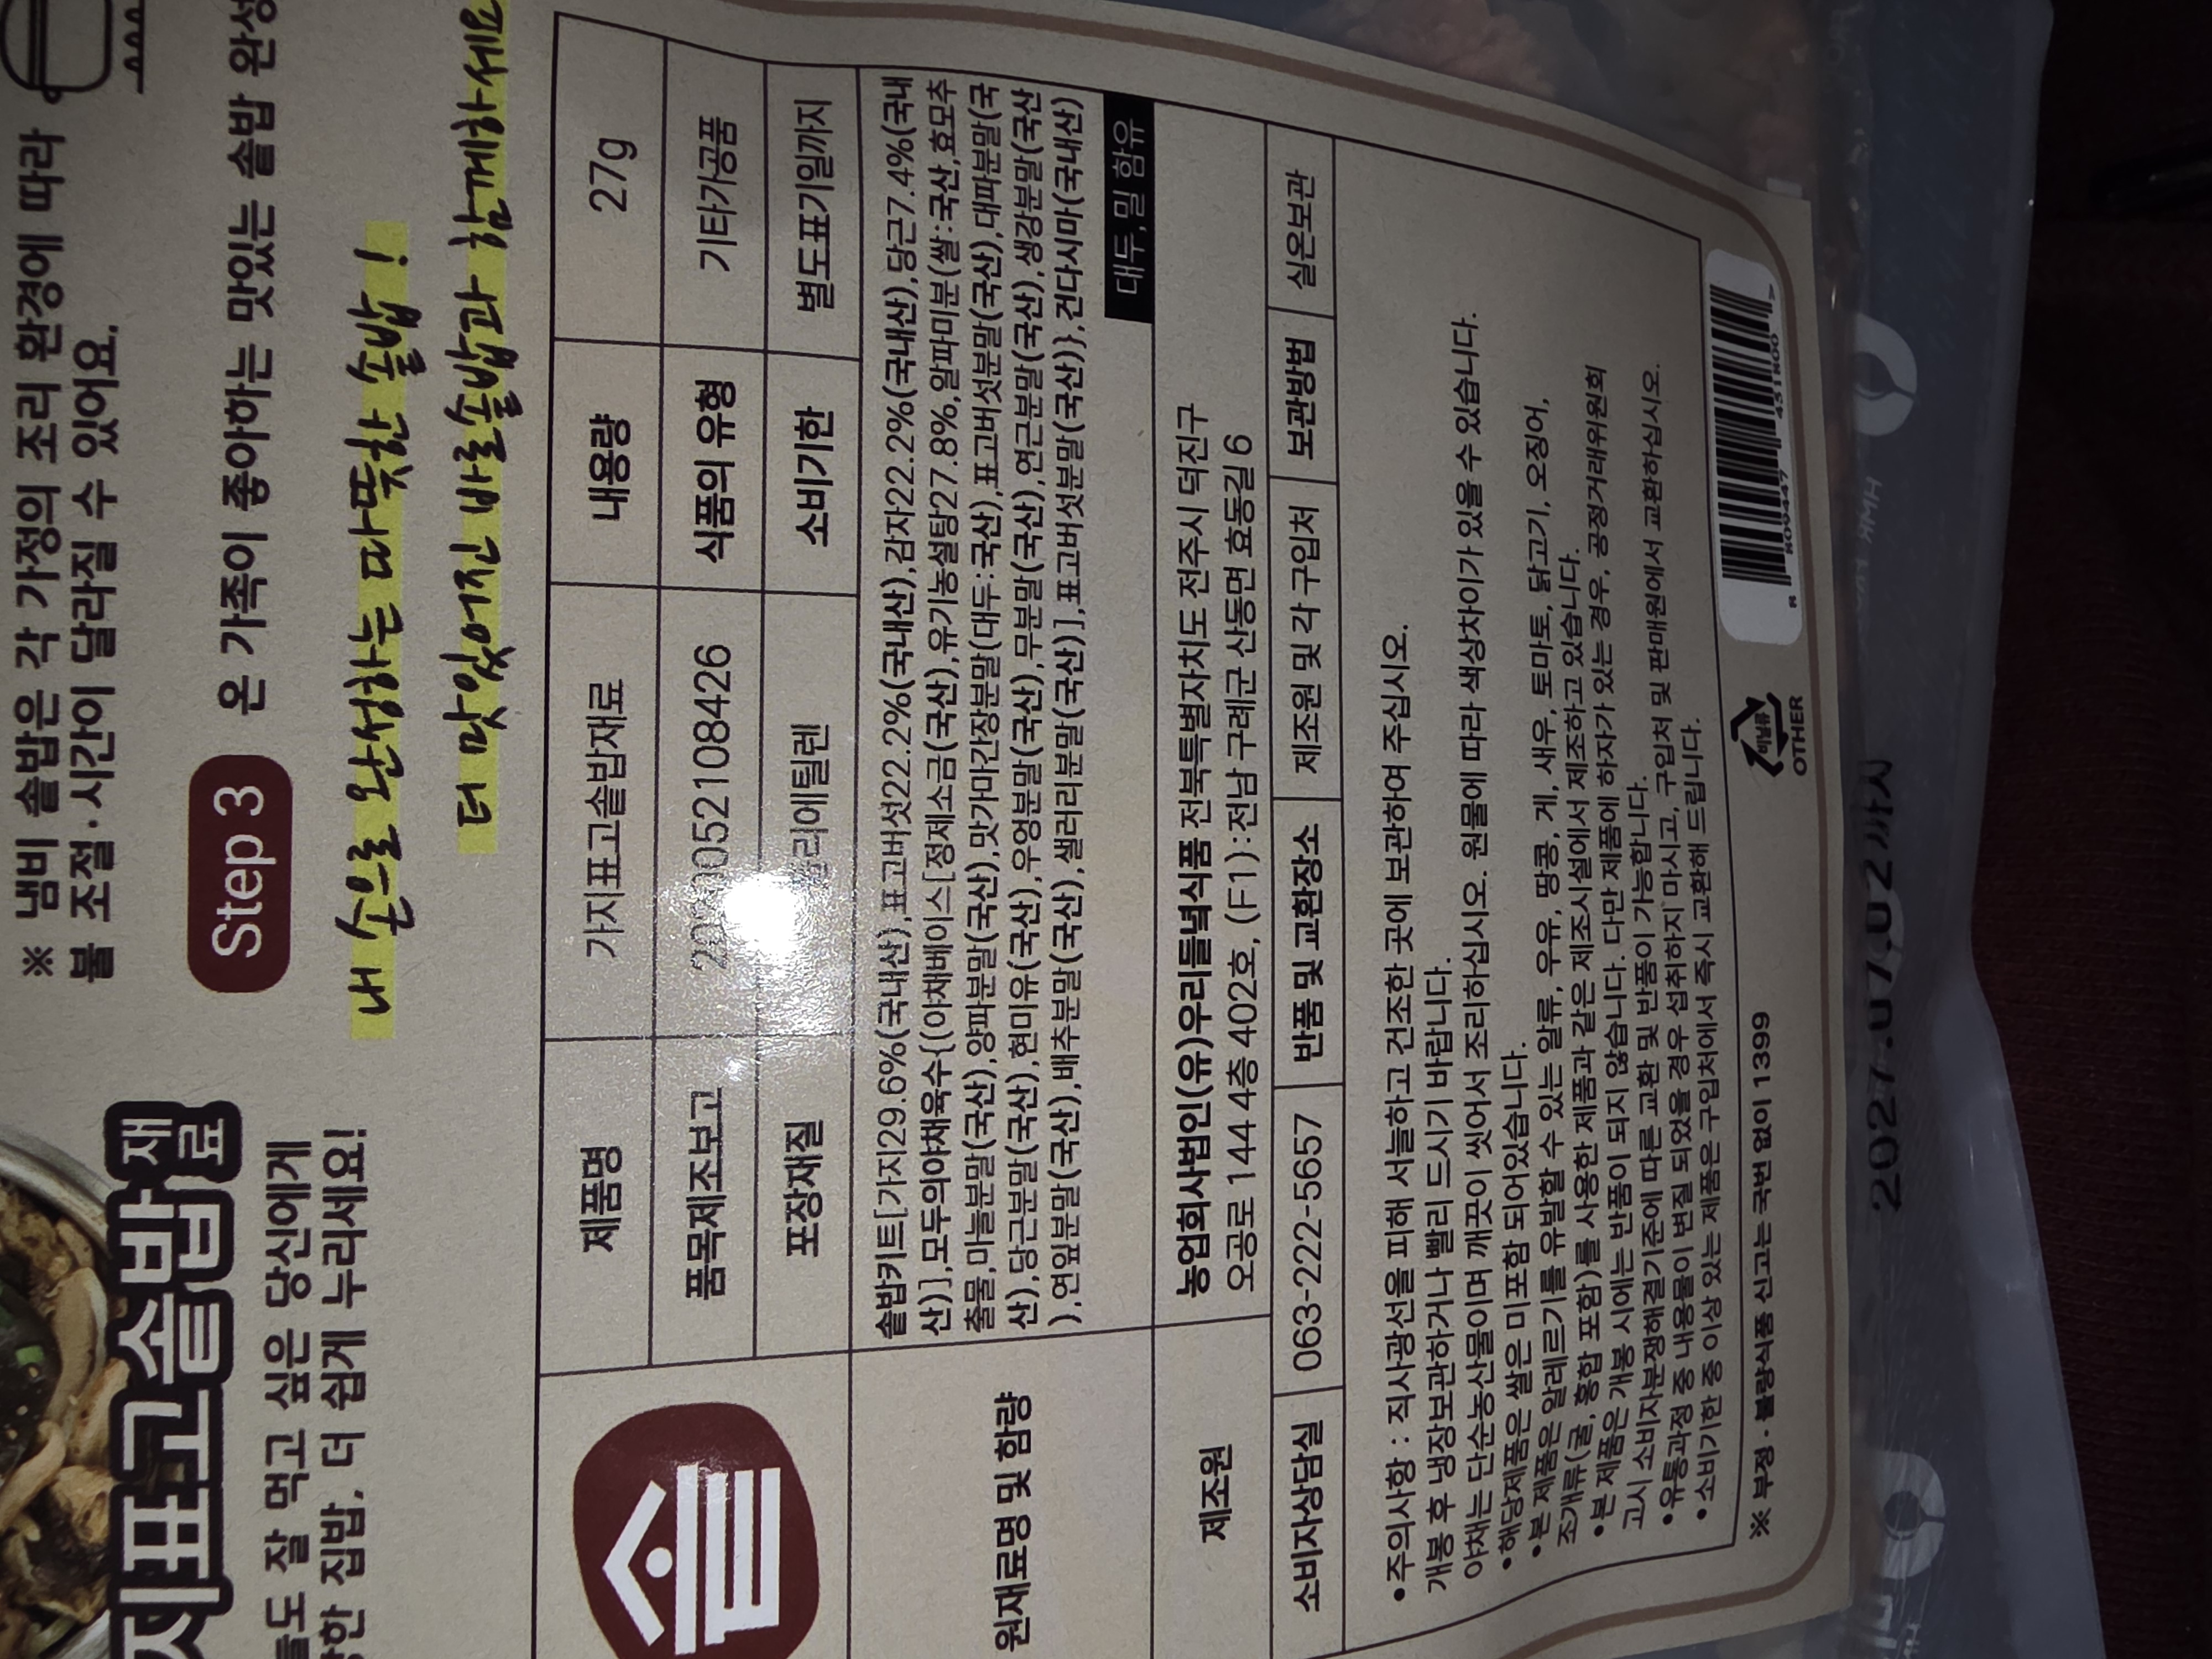 ※ 냄비 솥밥은 각 가정의 조리 환경에 따라
불 조절·시간이 달라질 수 있어요.
Step 3 온 가족이 좋아하는 맛있는 솥밥 완성
내 손으로 완성하는 따뜻한 솥밥!
더 맛있어진 바로솥밥과 함께하세요
지표고솥밥재료
들도 잘 먹고 싶은 당신에게
한 집밥, 더 쉽게 누리세요!
솥
제품명 가지표고솥밥재료 내용량 27g
품목제조보고 식품의 유형 기타가공품
포장재질 소비기한 별도표기일까지
원재료명 및 함량
솥밥키트[가지29.6%(국내산),표고버섯22.2%(국내산),감자22.2%(국내산),당근7.4%(국내
산)],모두의야채육수{(야채베이스[정제소금(국산),유기농설탕27.8%,알파미분(쌀:국산,효모추
출물,마늘분말(국산),양파분말(국산),맛가마간장분말(대두:국산),표고버섯분말(국산),대파분말(국
산),당근분말(국산),현미유(국산),우엉분말(국산),무분말(국산),연근분말(국산),생강분말(국산
),연잎분말(국산),배추분말(국산),샐러리분말(국산)],표고버섯분말(국산)},건다시마(국내산)
대두,밀 함유
제조원 농업회사법인(유)우리들녘식품 전북특별자치도 전주시 덕진구
오공로 144 4층 402호, (F1):전남 구례군 산동면 효동길 6
소비자상담실 063-222-5657 반품 및 교환장소 제조원 및 각 구입처 보관방법 실온보관
•주의사항 : 직사광선을 피해 서늘하고 건조한 곳에 보관하여 주십시오.
개봉 후 냉장보관하거나 빨리 드시기 바랍니다.
야채는 단순농산물이며 깨끗이 씻어서 조리하십시오. 원물에 따라 색상차이가 있을 수 있습니다.
•해당제품은 쌀은 미포함 되어있습니다.
•본 제품은 알레르기를 유발할 수 있는 알류, 우유, 땅콩, 게, 새우, 토마토, 닭고기, 오징어,
조개류(굴, 홍합 포함)를 사용한 제품과 같은 제조시설에서 제조하고 있습니다.
•본 제품은 개봉 시에는 반품이 되지 않습니다. 다만 제품에 하자가 있는 경우, 공정거래위원회
고시 소비자분쟁해결기준에 따른 교환 및 반품이 가능합니다.
•유통과정 중 내용물이 변질 되었을 경우 섭취하지 마시고, 구입처 및 판매원에서 교환하십시오.
•소비기한 중 이상 있는 제품은 구입처에서 즉시 교환해 드립니다.
※ 부정·불량식품 신고는 국번 없이 1399
비닐류
OTHER
2027.07.02까지